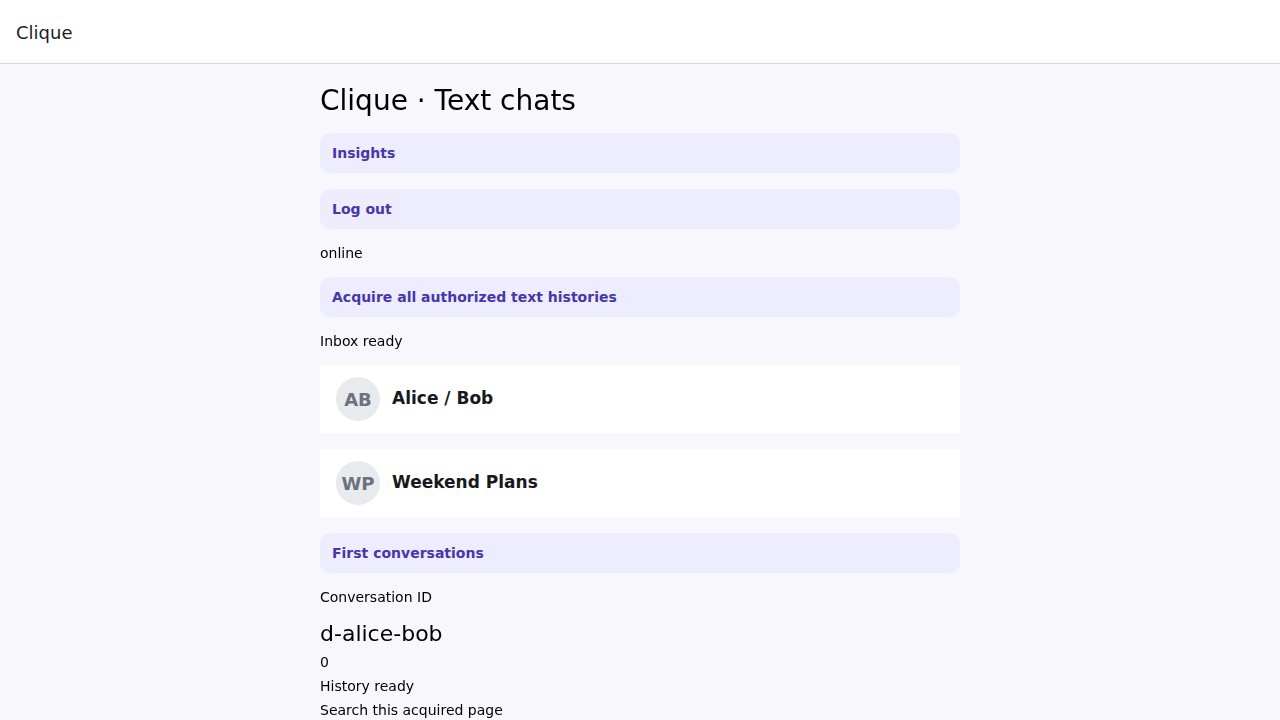 Clique
Clique · Text chats
Insights
Log out
online
Acquire all authorized text histories
Inbox ready
AB Alice / Bob
WP Weekend Plans
First conversations
Conversation ID
d-alice-bob
0
History ready
Search this acquired page